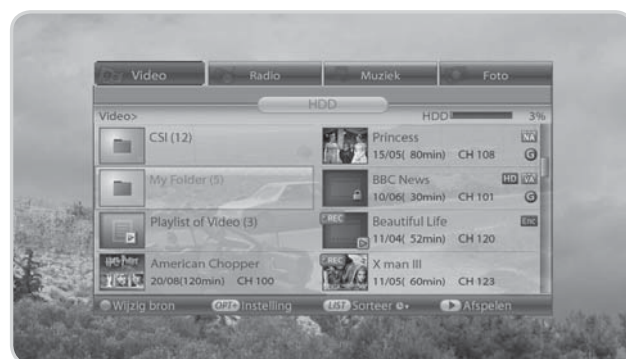 Video Radio Muziek Foto
HDD
Video> HDD 3%
CSI (12)
My Folder (5)
Playlist of Video (3)
American Chopper
20/08(120min) CH 100
Princess NA
15/05( 80min) CH 108 G
BBC News HD VA
10/06( 30min) CH 101 G
REC Beautiful Life Enc
11/04( 52min) CH 120
REC X man III
11/05( 60min) CH 123
Wijzig bron OPT+ Instelling LIST Sorteer Afspelen